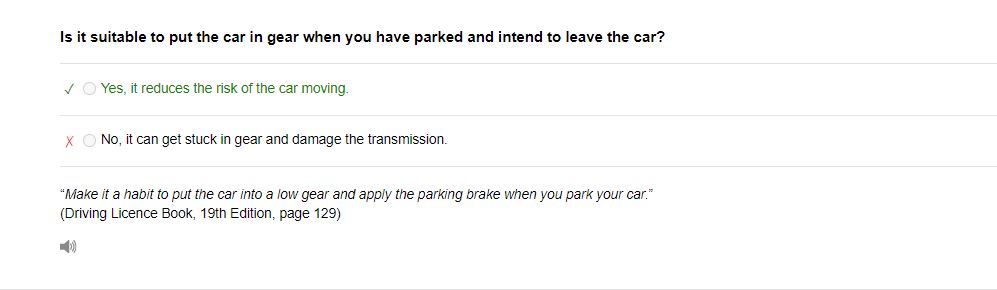 Is it suitable to put the car in gear when you have parked and intend to leave the car?
✓ Yes, it reduces the risk of the car moving.
X No, it can get stuck in gear and damage the transmission.
“Make it a habit to put the car into a low gear and apply the parking brake when you park your car.”
(Driving Licence Book, 19th Edition, page 129)